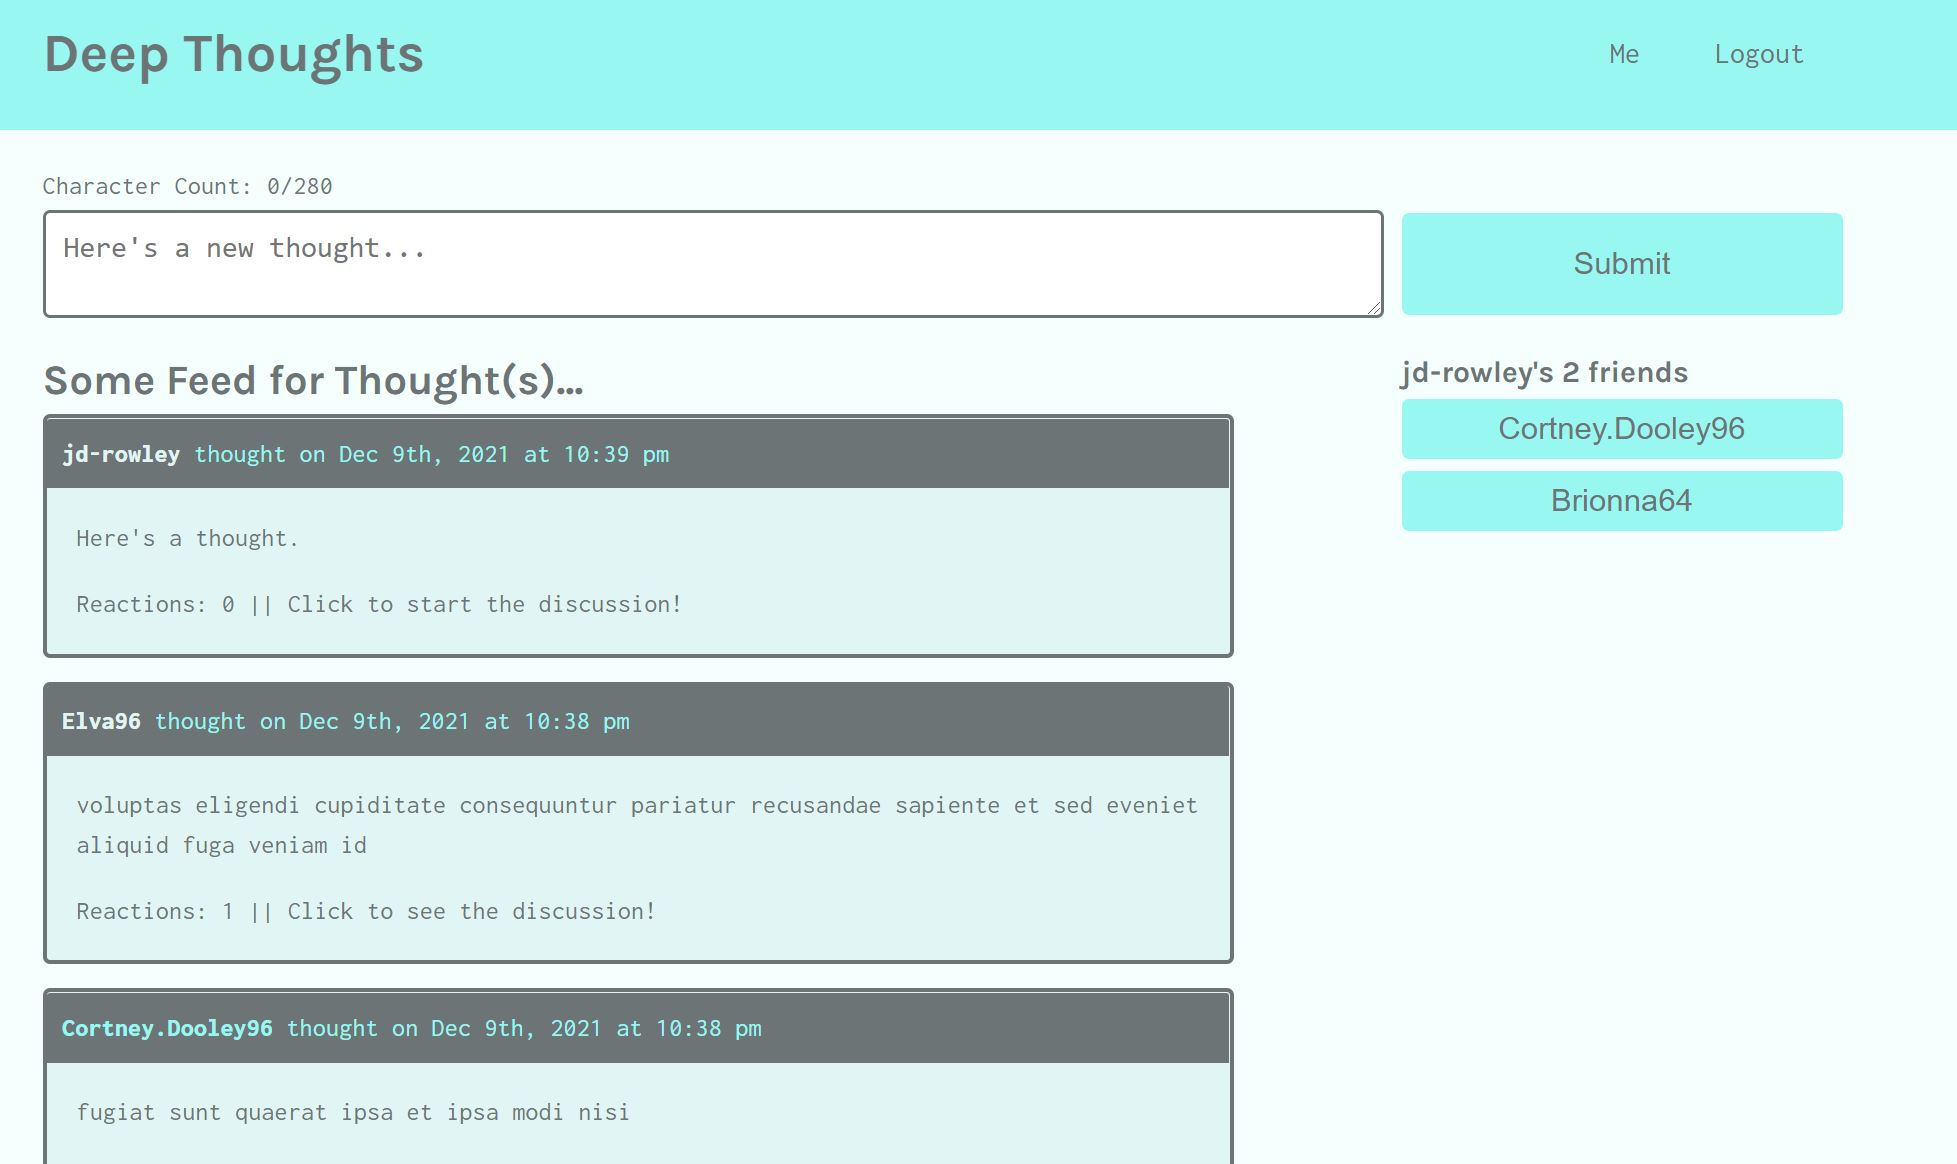 Deep Thoughts
Me
Logout
Character Count: 0/280
Here's a new thought...
Submit
Some Feed for Thought(s)...
jd-rowley thought on Dec 9th, 2021 at 10:39 pm
Here's a thought.
Reactions: 0 || Click to start the discussion!
Elva96 thought on Dec 9th, 2021 at 10:38 pm
voluptas eligendi cupiditate consequuntur pariatur recusandae sapiente et sed eveniet
aliquid fuga veniam id
Reactions: 1 || Click to see the discussion!
Cortney.Dooley96 thought on Dec 9th, 2021 at 10:38 pm
fugiat sunt quaerat ipsa et ipsa modi nisi
jd-rowley's 2 friends
Cortney.Dooley96
Brionna64